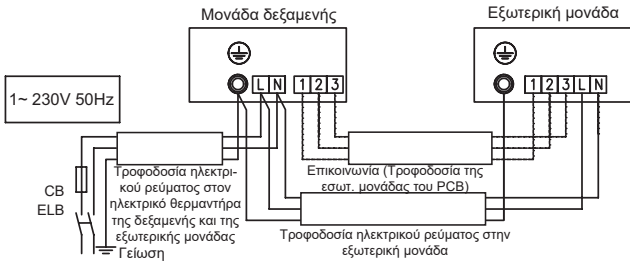 Μονάδα δεξαμενής
Εξωτερική μονάδα
L N 1 2 3
1 2 3 L N
1~ 230V 50Hz
Τροφοδοσία ηλεκτρι-
κού ρεύματος στον
ηλεκτρικό θερμαντήρα
της δεξαμενής και της
εξωτερικής μονάδας
Γείωση
CB
ELB
Επικοινωνία (Τροφοδοσία της
εσωτ. μονάδας του PCB)
Τροφοδοσία ηλεκτρικού ρεύματος στην
εξωτερική μονάδα